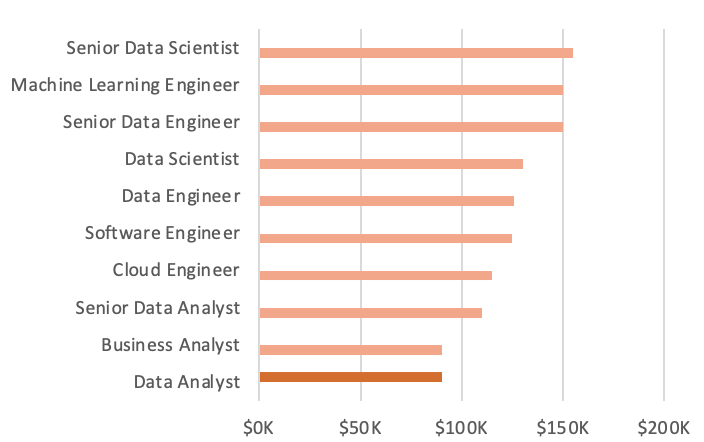 Senior Data Scientist
Machine Learning Engineer
Senior Data Engineer
Data Scientist
Data Engineer
Software Engineer
Cloud Engineer
Senior Data Analyst
Business Analyst
Data Analyst
$0K $50K $100K $150K $200K